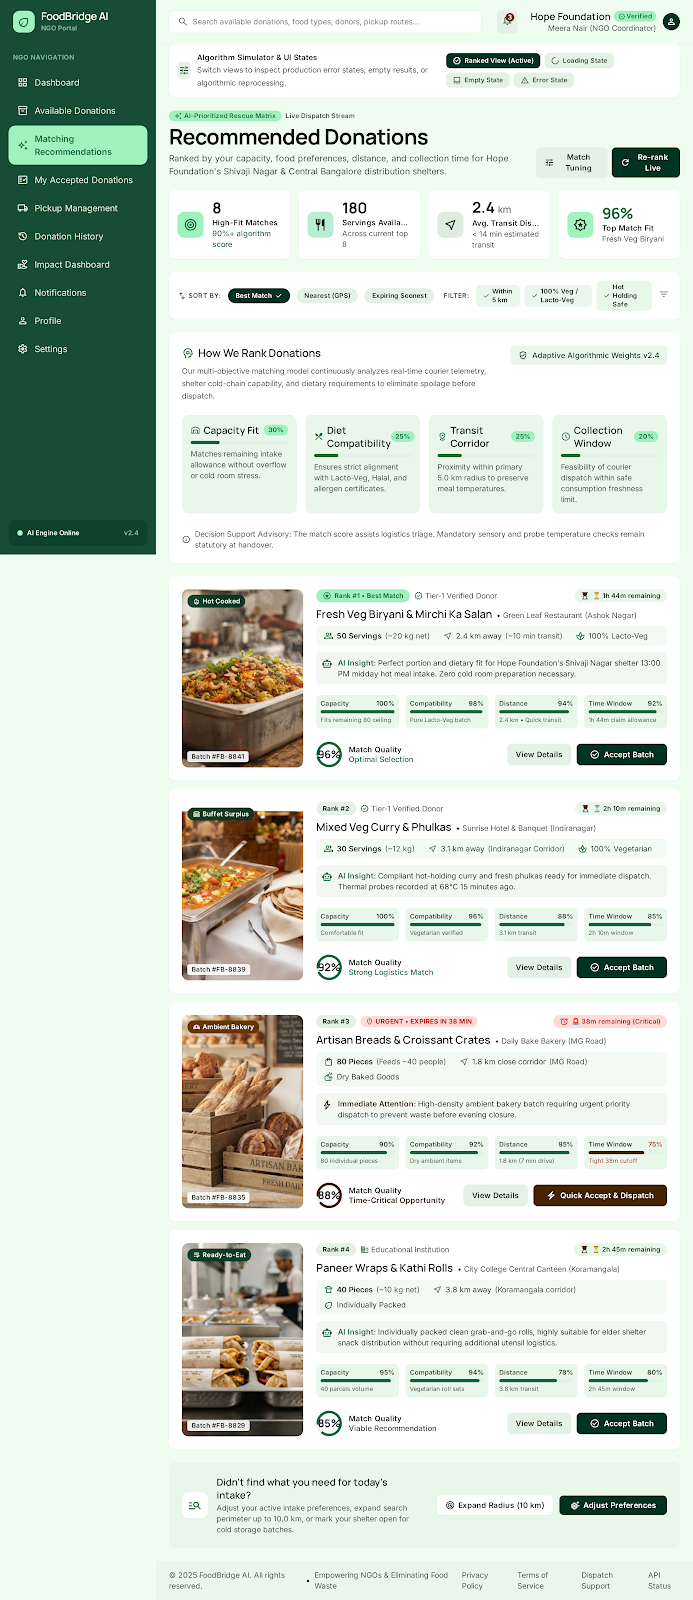 FoodBridge AI
NGO Portal
NGO NAVIGATION
Dashboard
Available Donations
Matching
Recommendations
My Accepted Donations
Pickup Management
Donation History
Impact Dashboard
Notifications
Profile
Settings
AI Engine Online v2.4
Search available donations, food types, donors, pickup routes...
3
Hope Foundation Verified
Meera Nair (NGO Coordinator)
Algorithm Simulator & UI States
Switch views to inspect production error states, empty results, or
algorithmic reprocessing.
Ranked View (Active)
Loading State
Empty State
Error State
AI-Prioritized Rescue Matrix Live Dispatch Stream
Recommended Donations
Ranked by your capacity, food preferences, distance, and collection time for Hope
Foundation's Shivaji Nagar & Central Bangalore distribution shelters.
Match
Tuning
Re-rank
Live
8
High-Fit Matches
90%+ algorithm
score
180
Servings Availa...
Across current top
8
2.4 km
Avg. Transit Dis...
< 14 min estimated
transit
96%
Top Match Fit
Fresh Veg Biryani
SORT BY:
Best Match
Nearest (GPS)
Expiring Soonest
FILTER:
Within
5 km
100% Veg /
Lacto-Veg
Hot
Holding
Safe
How We Rank Donations
Our multi-objective matching model continuously analyzes real-time courier telemetry,
shelter cold-chain capability, and dietary requirements to eliminate spoilage before
dispatch.
Adaptive Algorithmic Weights v2.4
Capacity Fit 30%
Matches remaining intake
allowance without overflow
or cold room stress.
Diet
Compatibility 25%
Ensures strict alignment
with Lacto-Veg, Halal, and
allergen certificates.
Transit
Corridor 25%
Proximity within primary
5.0 km radius to preserve
meal temperatures.
Collection
Window 20%
Feasibility of courier
dispatch within safe
consumption freshness
limit.
Decision Support Advisory: The match score assists logistics triage. Mandatory sensory and probe temperature checks remain
statutory at handover.
Hot Cooked
Batch #FB-8841
Rank #1 • Best Match Tier-1 Verified Donor
1h 44m remaining
Fresh Veg Biryani & Mirchi Ka Salan • Green Leaf Restaurant (Ashok Nagar)
50 Servings (~20 kg net) 2.4 km away (~10 min transit) 100% Lacto-Veg
AI Insight: Perfect portion and dietary fit for Hope Foundation's Shivaji Nagar shelter 13:00
PM midday hot meal intake. Zero cold room preparation necessary.
Capacity 100%
Fits remaining 60 ceiling
Compatibility 98%
Pure Lacto-Veg batch
Distance 94%
2.4 km • Quick transit
Time Window 92%
1h 44m claim allowance
96%
Match Quality
Optimal Selection
View Details
Accept Batch
Buffet Surplus
Batch #FB-8839
Rank #2 Tier-1 Verified Donor
2h 10m remaining
Mixed Veg Curry & Phulkas • Sunrise Hotel & Banquet (Indiranagar)
30 Servings (~12 kg) 3.1 km away (Indiranagar Corridor) 100% Vegetarian
AI Insight: Compliant hot-holding curry and fresh phulkas ready for immediate dispatch.
Thermal probes recorded at 68°C 15 minutes ago.
Capacity 100%
Comfortable fit
Compatibility 96%
Vegetarian verified
Distance 88%
3.1 km transit
Time Window 85%
2h 10m window
92%
Match Quality
Strong Logistics Match
View Details
Accept Batch
Ambient Bakery
ARTISAN BAK
FRESH DAIL
Batch #FB-8835
Rank #3 URGENT • EXPIRES IN 38 MIN
38m remaining (Critical)
Artisan Breads & Croissant Crates • Daily Bake Bakery (MG Road)
80 Pieces (Feeds ~40 people) 1.8 km close corridor (MG Road)
Dry Baked Goods
Immediate Attention: High-density ambient bakery batch requiring urgent priority
dispatch to prevent waste before evening closure.
Capacity 90%
80 individual pieces
Compatibility 92%
Dry ambient items
Distance 95%
1.8 km (7 min drive)
Time Window 75%
Tight 38m cutoff
88%
Match Quality
Time-Critical Opportunity
View Details
Quick Accept & Dispatch
Ready-to-Eat
Batch #FB-8829
Rank #4 Educational Institution
2h 45m remaining
Paneer Wraps & Kathi Rolls • City College Central Canteen (Koramangala)
40 Pieces (~10 kg net) 3.8 km away (Koramangala corridor)
Individually Packed
AI Insight: Individually packed clean grab-and-go rolls, highly suitable for elder shelter
snack distribution without requiring additional utensil logistics.
Capacity 95%
40 parcels volume
Compatibility 94%
Vegetarian roll sets
Distance 78%
3.8 km transit
Time Window 80%
2h 45m window
85%
Match Quality
Viable Recommendation
View Details
Accept Batch
Didn't find what you need for today's
intake?
Adjust your active intake preferences, expand search
perimeter up to 10.0 km, or mark your shelter open for
cold storage batches.
Expand Radius (10 km)
Adjust Preferences
© 2025 FoodBridge AI. All rights
reserved.
• Empowering NGOs & Eliminating Food
Waste
Privacy
Policy
Terms of
Service
Dispatch
Support
API
Status